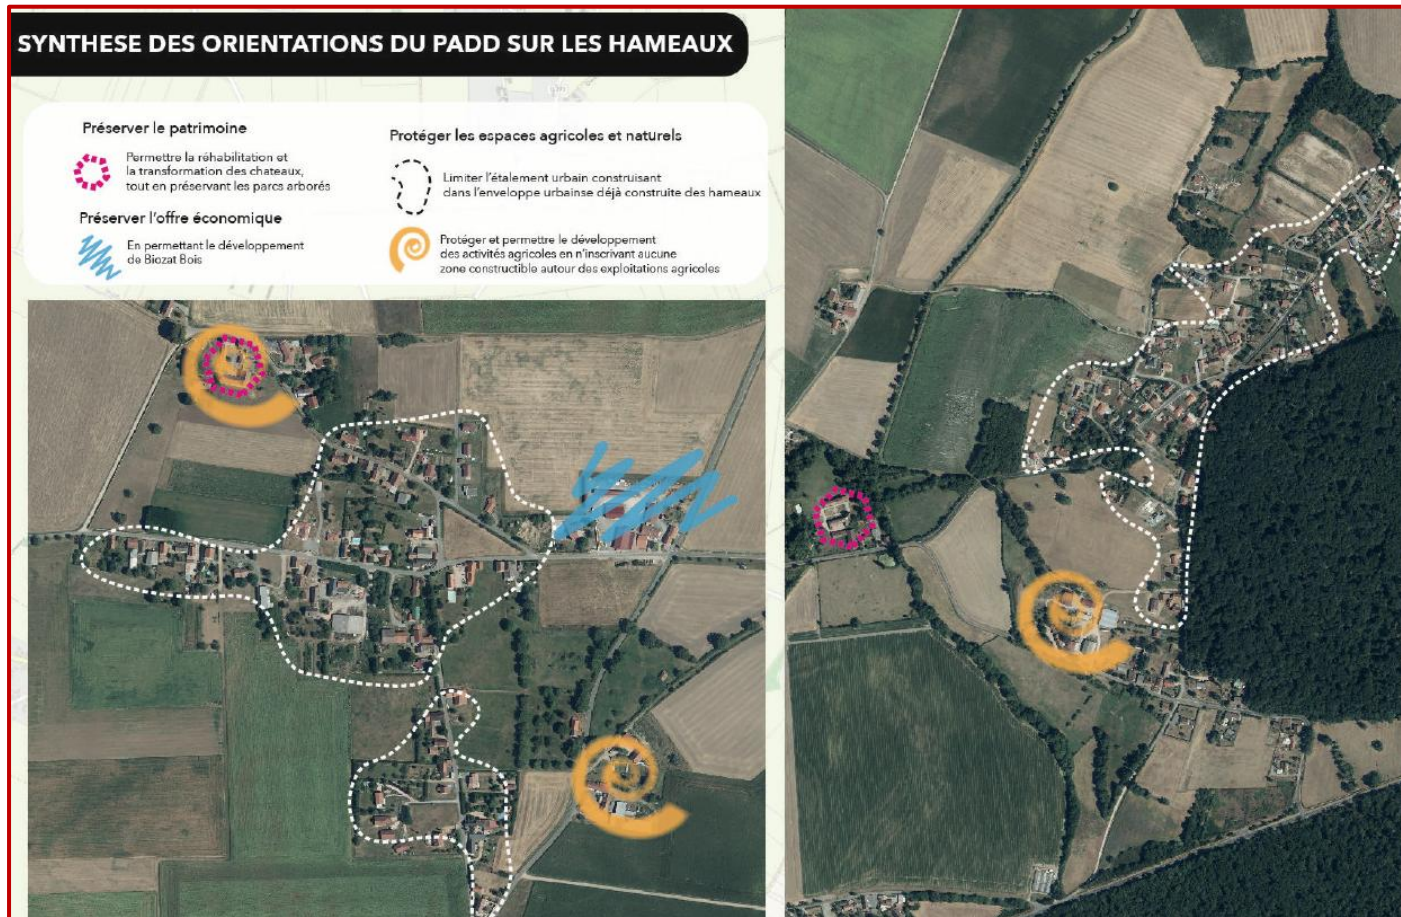 SYNTHESE DES ORIENTATIONS DU PADD SUR LES HAMEAUX
Préserver le patrimoine
Permettre la réhabilitation et
la transformation des chateaux,
tout en préservant les parcs arborés
Préserver l'offre économique
En permettant le développement
de Biozat Bois
Protéger les espaces agricoles et naturels
Limiter l'étalement urbain construisant
dans l'enveloppe urbainse déjà construite des hameaux
Protéger et permettre le développement
des activités agricoles en n'inscrivant aucune
zone constructible autour des exploitations agricoles